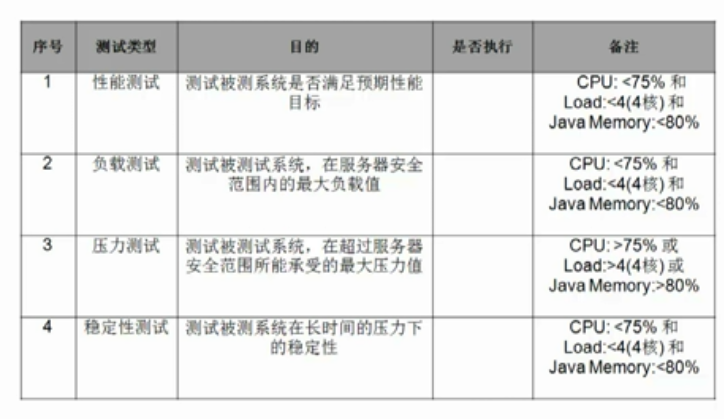 序号 测试类型 目的 是否执行 备注
1 性能测试 测试被测系统是否满足预期性能 CPU: <75% 和
目标 Load:<4(4核) 和
Java Memory:<80%
2 负载测试 测试被测试系统，在服务器安全 CPU: <75% 和
范围内的最大负载值 Load:<4(4核) 和
Java Memory:<80%
3 压力测试 测试被测试系统，在超过服务器 CPU: >75% 或
安全范围所能承受的最大压力值 Load:>4(4核) 或
Java Memory:>80%
4 稳定性测试 测试被测系统在长时间的压力下 CPU: <75% 和
的稳定性 Load:<4(4核) 和
Java Memory:<80%